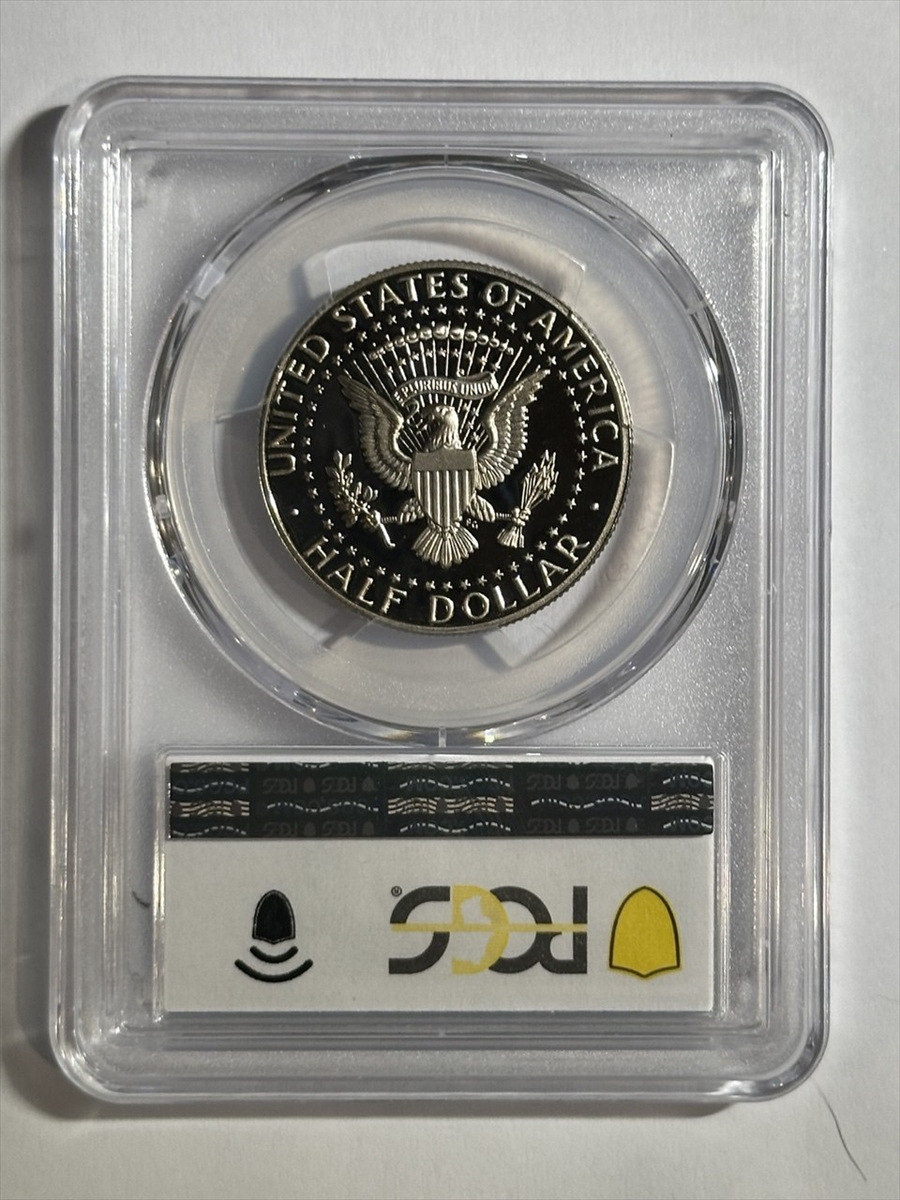 UNITED STATES OF AMERICA
E PLURIBUS UNUM
HALF DOLLAR
PCGS®